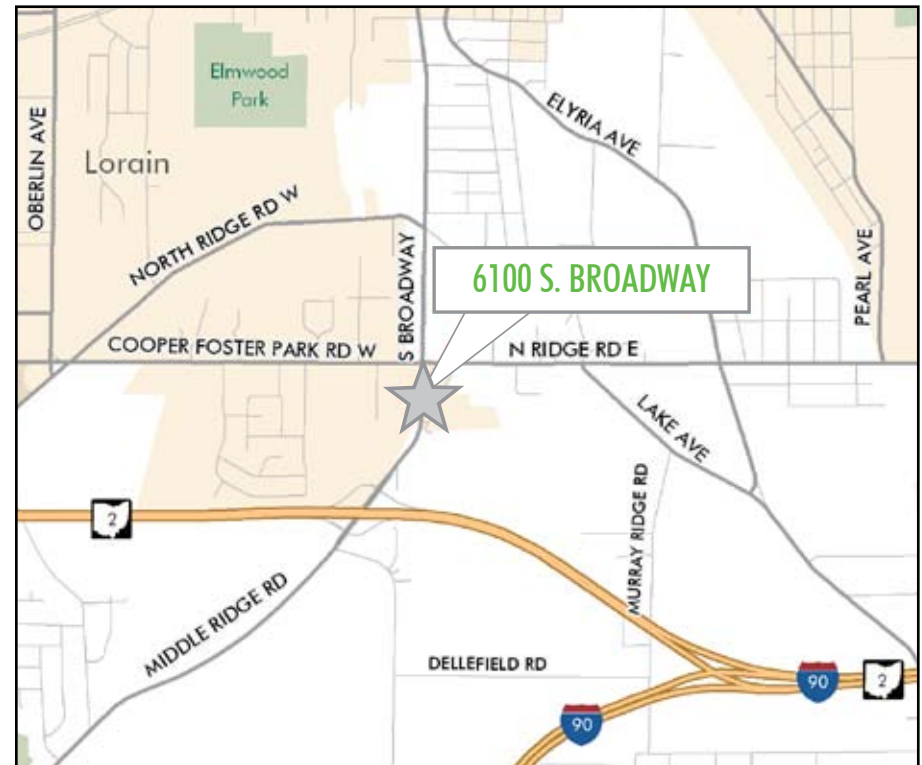 Elmwood
Park
ELYRIA AVE
OBERLIN AVE
Lorain
NORTH RIDGE RD W
S BROADWAY
PEARL AVE
6100 S. BROADWAY
COOPER FOSTER PARK RD W
N RIDGE RD E
LAKE AVE
MURRAY RIDGE RD
2
MIDDLE RIDGE RD
DELLEFIELD RD
90
2
90